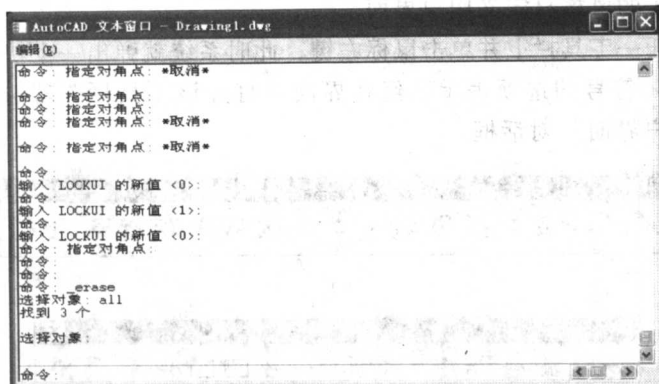 AutoCAD 文本窗口 - Drawing1.dwg
编辑(E)
命令: 指定对角点: *取消*
命令: 指定对角点:
命令: 指定对角点:
命令: 指定对角点: *取消*
命令: 指定对角点: *取消*
命令:
输入 LOCKUI 的新值 <0>:
命令:
输入 LOCKUI 的新值 <1>:
命令:
输入 LOCKUI 的新值 <0>:
命令: 指定对角点:
命令:
命令:
命令: _erase
选择对象: all
找到 3 个
选择对象:
命令: